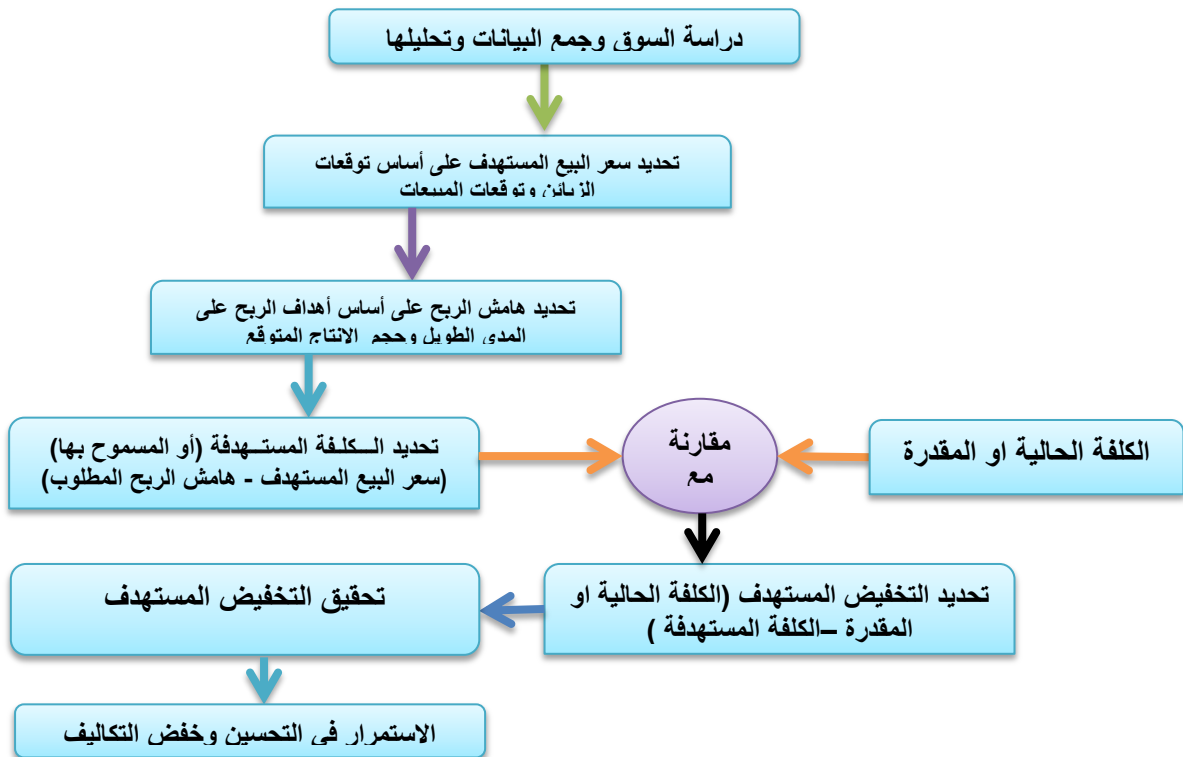 دراسة السوق وجمع البيانات وتحليلها
تحديد سعر البيع المستهدف على أساس توقعات
الزبائن وتوقعات المبيعات
تحديد هامش الربح على أساس أهداف الربح على
المدى الطويل وحجم الانتاج المتوقع
تحديد الـــكلـفة المستــهدفة (أو المسموح بها)
(سعر البيع المستهدف - هامش الربح المطلوب)
مقارنة
مع
الكلفة الحالية او المقدرة
تحديد التخفيض المستهدف (الكلفة الحالية او
المقدرة –الكلفة المستهدفة )
تحقيق التخفيض المستهدف
الاستمرار في التحسين وخفض التكاليف